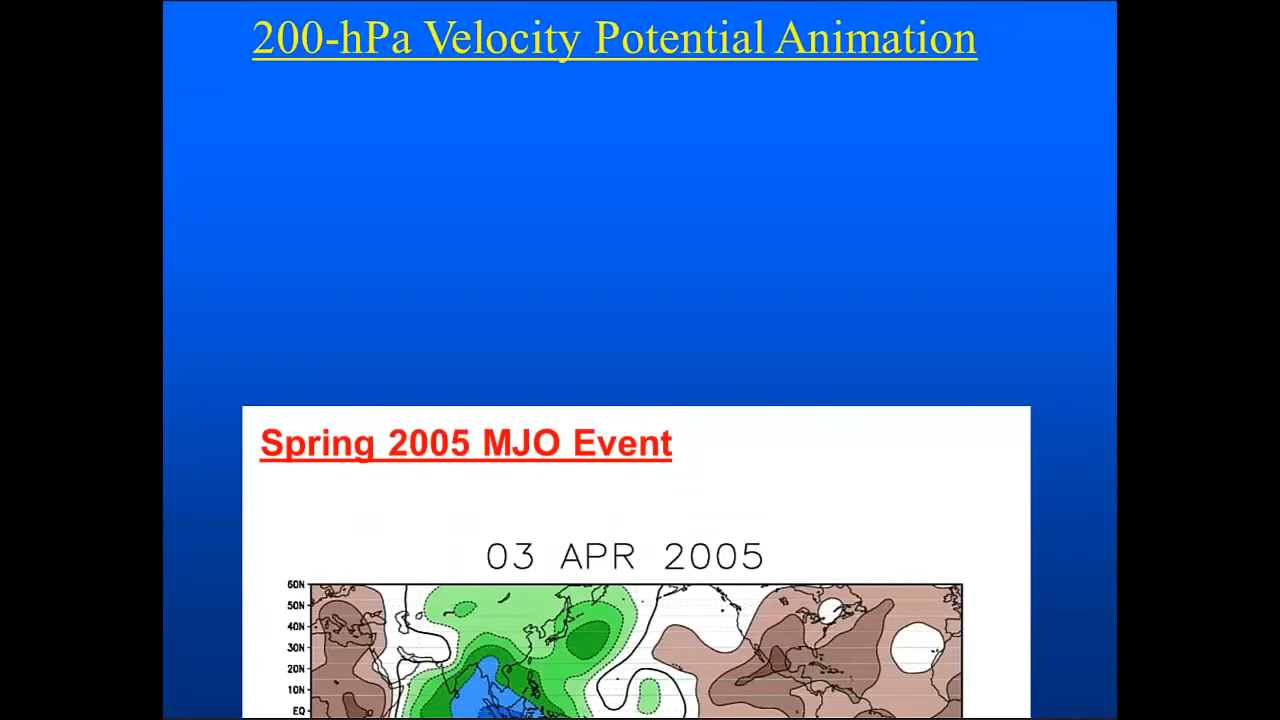 200-hPa Velocity Potential Animation
Spring 2005 MJO Event
03 APR 2005
60N
50N
40N
30N
20N
10N
EQ